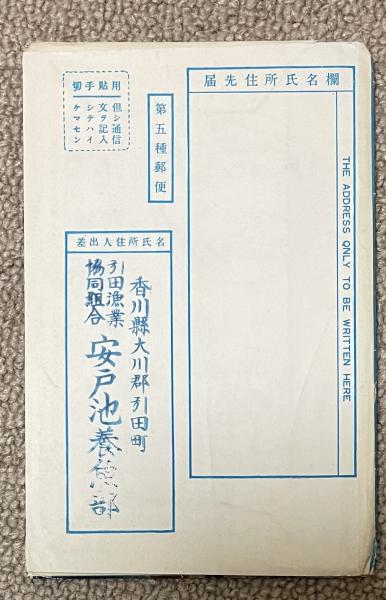 届先住所氏名欄
THE ADDRESS ONLY TO BE WRITTEN HERE
第五種郵便
切手貼用
但シ通信
文ヲ記入
シテハイ
ケマセン
差出人住所氏名
香川縣大川郡引田町
引田漁業
協同組合
安戸池養魚部